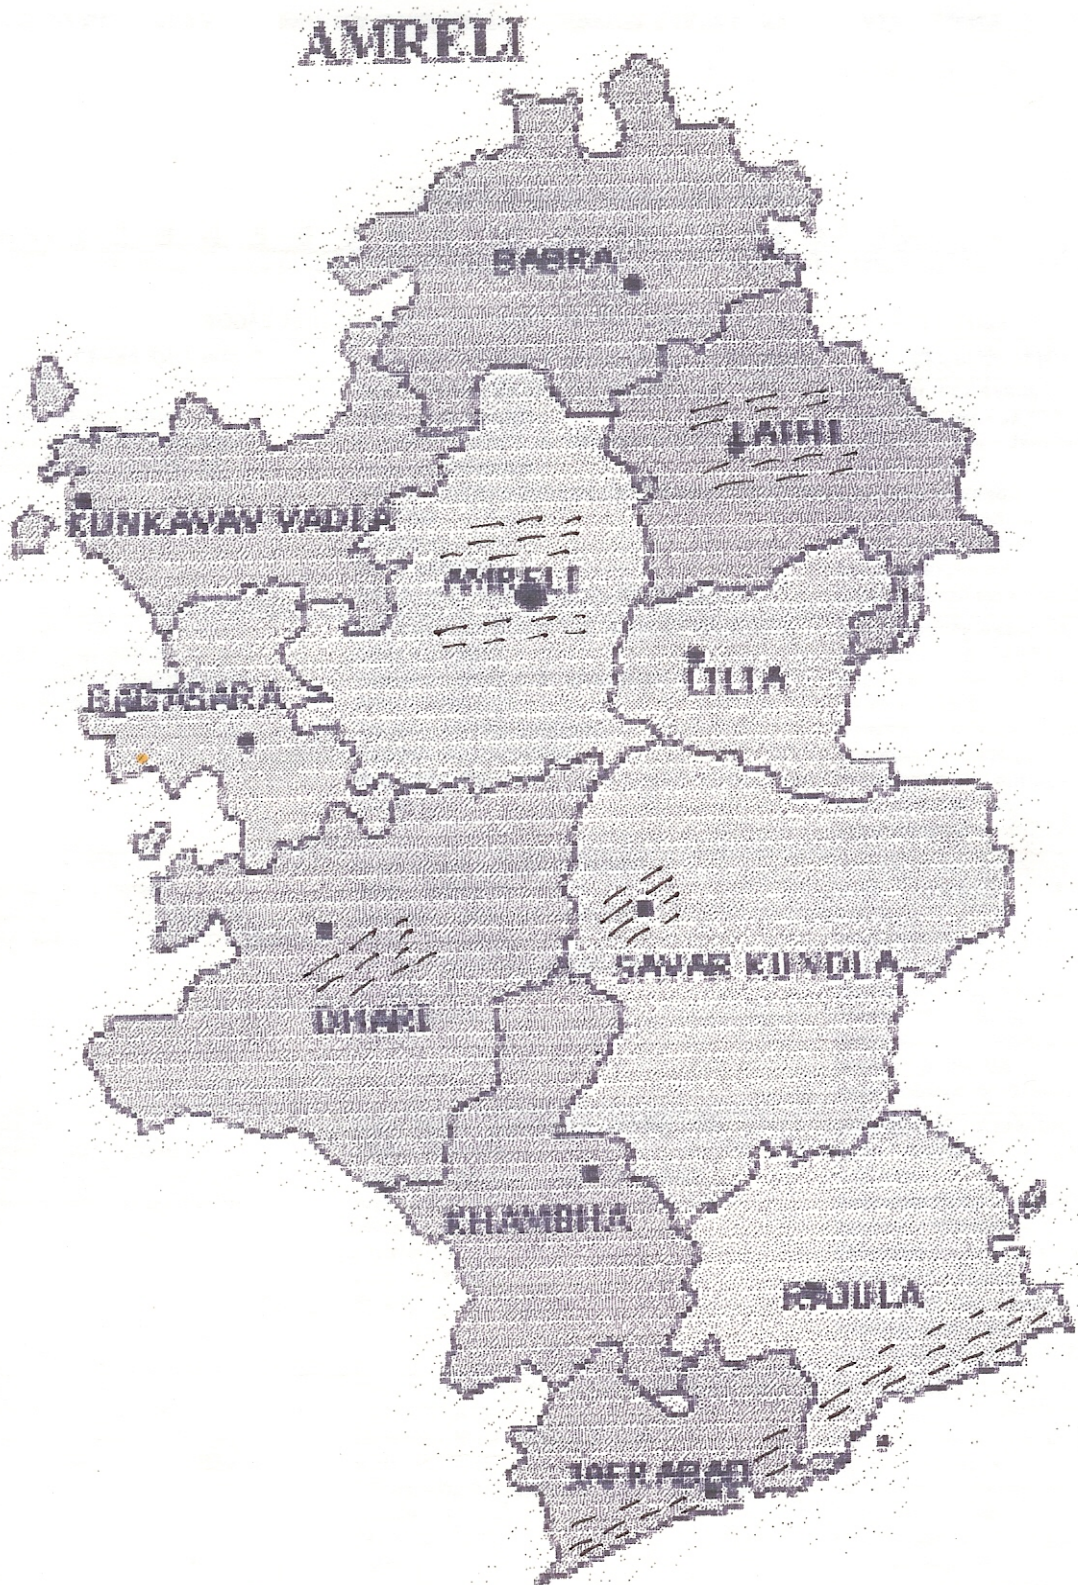 AMRELI
BABRA
LATHI
KUNKAVAV VADIA
AMRELI
LILIA
BAGASARA
SAVAR KUNDLA
DHARI
KHAMBHA
RAJULA
JAFRABAD